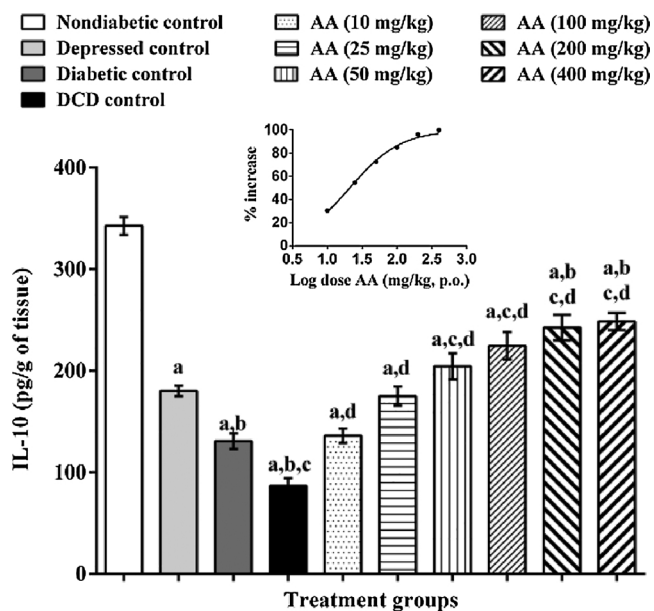 Nondiabetic control
Depressed control
Diabetic control
DCD control
AA (10 mg/kg)
AA (25 mg/kg)
AA (50 mg/kg)
AA (100 mg/kg)
AA (200 mg/kg)
AA (400 mg/kg)
100
80
60
40
20
0
% increase
0.5 1.0 1.5 2.0 2.5 3.0
Log dose AA (mg/kg, p.o.)
400
300
200
100
0
IL-10 (pg/g of tissue)
a
a,b
a,b,c
a,d
a,d
a,c,d
a,c,d
a,b
c,d
a,b
c,d
Treatment groups